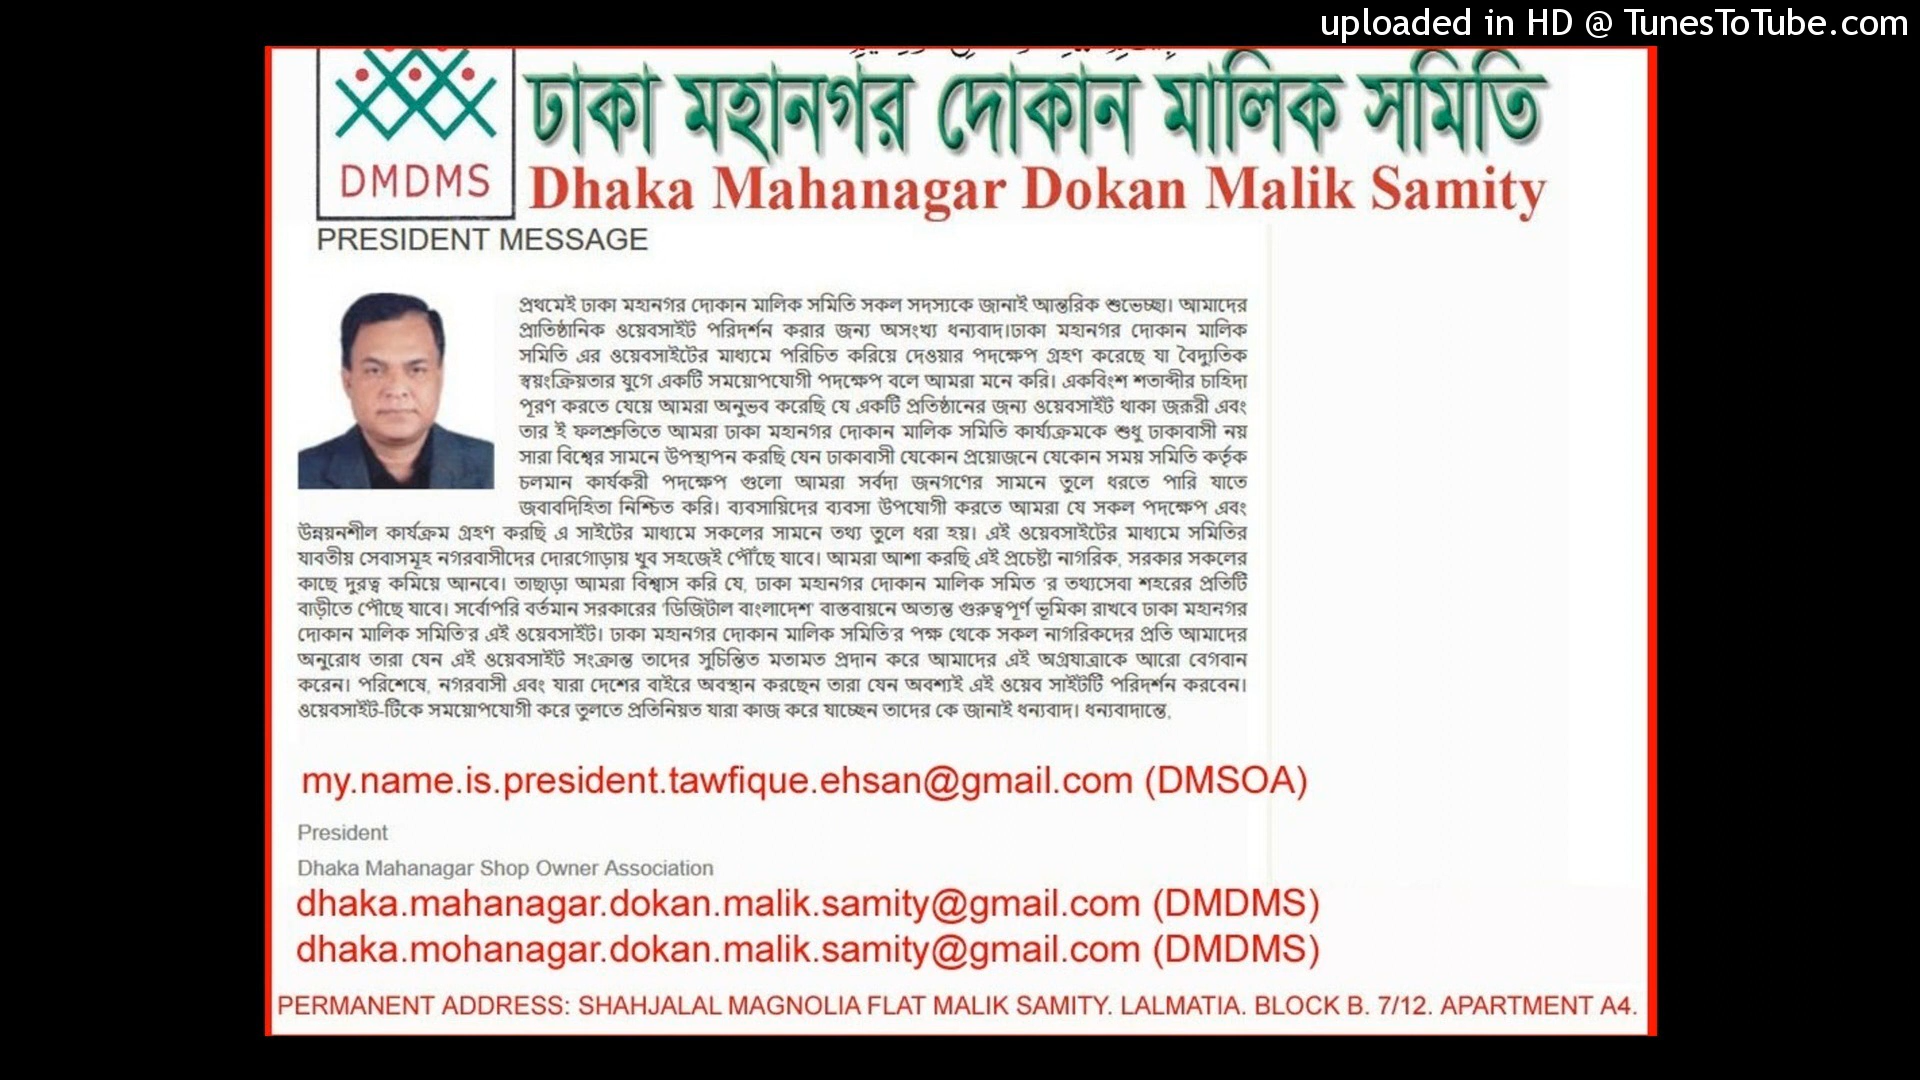 uploaded in HD @ TunesToTube.com
ঢাকা মহানগর দোকান মালিক সমিতি
DMDMS
Dhaka Mahanagar Dokan Malik Samity
PRESIDENT MESSAGE
প্রথমেই ঢাকা মহানগর দোকান মালিক সমিতি সকল সদস্যকে জানাই আন্তরিক শুভেচ্ছা। আমাদের
প্রাতিষ্ঠানিক ওয়েবসাইট পরিদর্শন করার জন্য অসংখ্য ধন্যবাদ।ঢাকা মহানগর দোকান মালিক
সমিতি এর ওয়েবসাইটের মাধ্যমে পরিচিত করিয়ে দেওয়ার পদক্ষেপ গ্রহণ করেছে যা বৈদ্যুতিক
স্বয়ংক্রিয়তার যুগে একটি সময়োপযোগী পদক্ষেপ বলে আমরা মনে করি। একবিংশ শতাব্দীর চাহিদা
পূরণ করতে যেয়ে আমরা অনুভব করেছি যে একটি প্রতিষ্ঠানের জন্য ওয়েবসাইট থাকা জরূরী এবং
তার ই ফলশ্রুতিতে আমরা ঢাকা মহানগর দোকান মালিক সমিতি কার্য্যক্রমকে শুধু ঢাকাবাসী নয়
সারা বিশ্বের সামনে উপস্থাপন করছি যেন ঢাকাবাসী যেকোন প্রয়োজনে যেকোন সময় সমিতি কর্তৃক
চলমান কার্যকরী পদক্ষেপ গুলো আমরা সর্বদা জনগণের সামনে তুলে ধরতে পারি যাতে
জবাবদিহিতা নিশ্চিত করি। ব্যবসায়িদের ব্যবসা উপযোগী করতে আমরা যে সকল পদক্ষেপ এবং
উন্নয়নশীল কার্যক্রম গ্রহণ করছি এ সাইটের মাধ্যমে সকলের সামনে তথ্য তুলে ধরা হয়। এই ওয়েবসাইটের মাধ্যমে সমিতির
যাবতীয় সেবাসমূহ নগরবাসীদের দোরগোড়ায় খুব সহজেই পৌঁছে যাবে। আমরা আশা করছি এই প্রচেষ্টা নাগরিক, সরকার সকলের
কাছে দুরত্ব কমিয়ে আনবে। তাছাড়া আমরা বিশ্বাস করি যে, ঢাকা মহানগর দোকান মালিক সমিত 'র তথ্যসেবা শহরের প্রতিটি
বাড়ীতে পৌছে যাবে। সর্বোপরি বর্তমান সরকারের 'ডিজিটাল বাংলাদেশ' বাস্তবায়নে অত্যন্ত গুরুত্বপূর্ণ ভূমিকা রাখবে ঢাকা মহানগর
দোকান মালিক সমিতি'র এই ওয়েবসাইট। ঢাকা মহানগর দোকান মালিক সমিতি'র পক্ষ থেকে সকল নাগরিকদের প্রতি আমাদের
অনুরোধ তারা যেন এই ওয়েবসাইট সংক্রান্ত তাদের সুচিন্তিত মতামত প্রদান করে আমাদের এই অগ্রযাত্রাকে আরো বেগবান
করেন। পরিশেষে, নগরবাসী এবং যারা দেশের বাইরে অবস্থান করছেন তারা যেন অবশ্যই এই ওয়েব সাইটটি পরিদর্শন করবেন।
ওয়েবসাইট-টিকে সময়োপযোগী করে তুলতে প্রতিনিয়ত যারা কাজ করে যাচ্ছেন তাদের কে জানাই ধন্যবাদ। ধন্যবাদান্তে,
my.name.is.president.tawfique.ehsan@gmail.com (DMSOA)
President
Dhaka Mahanagar Shop Owner Association
dhaka.mahanagar.dokan.malik.samity@gmail.com (DMDMS)
dhaka.mohanagar.dokan.malik.samity@gmail.com (DMDMS)
PERMANENT ADDRESS: SHAHJALAL MAGNOLIA FLAT MALIK SAMITY. LALMATIA. BLOCK B. 7/12. APARTMENT A4.